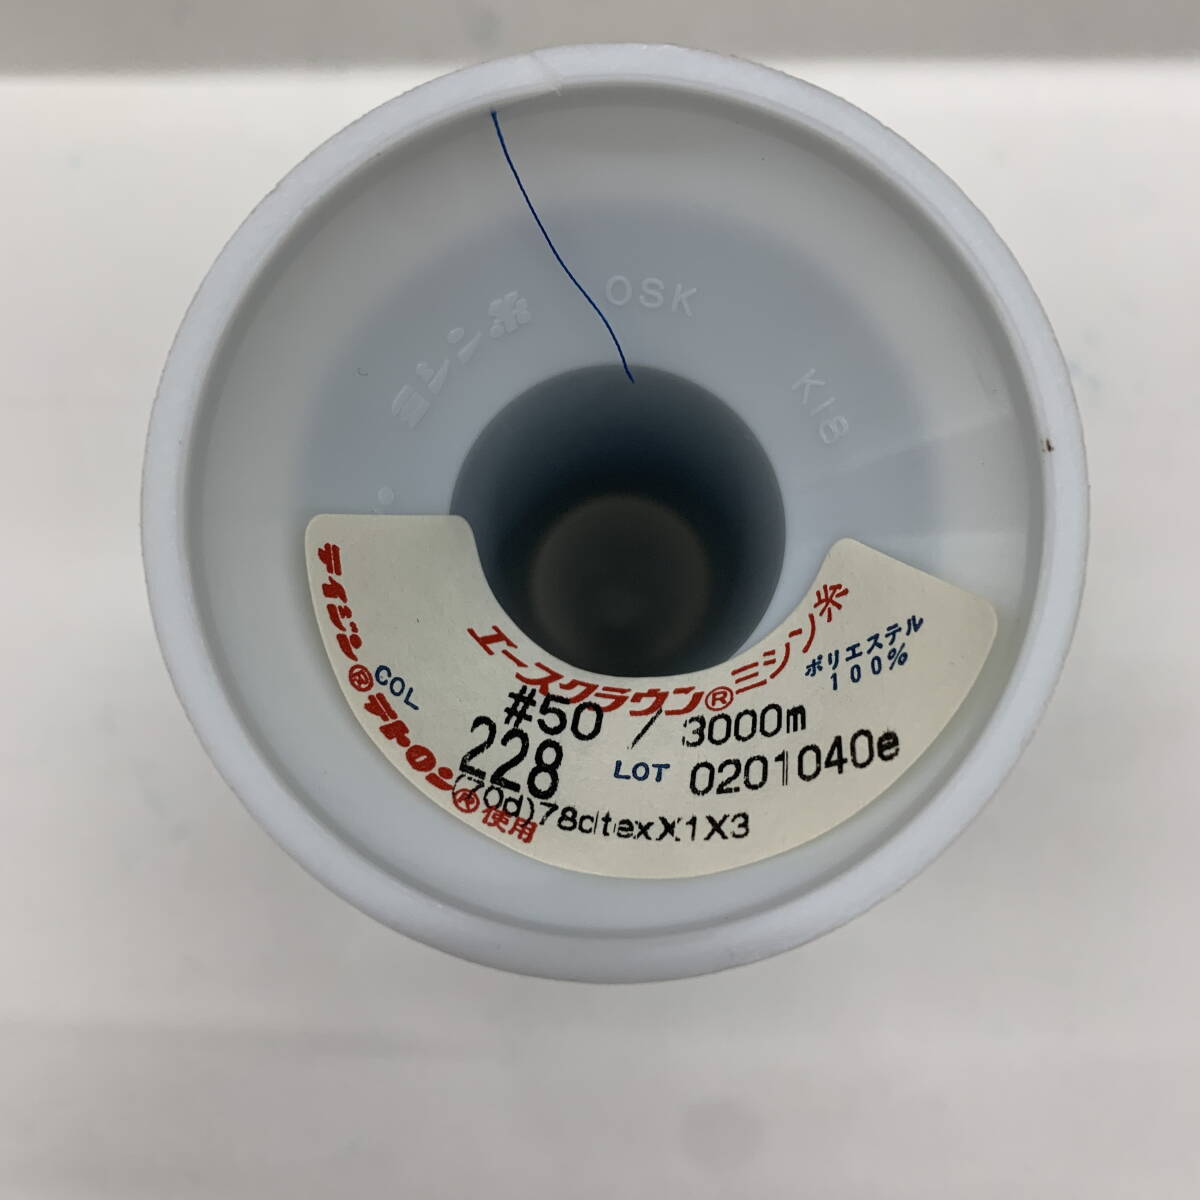 OSK
K18
ミシン糸
エースクラウン®ミシン糸
テイジン®テトロン®使用
ポリエステル
100%
#50 / 3000m
COL 228
LOT 0201040e
(70d)78dtexX1X3